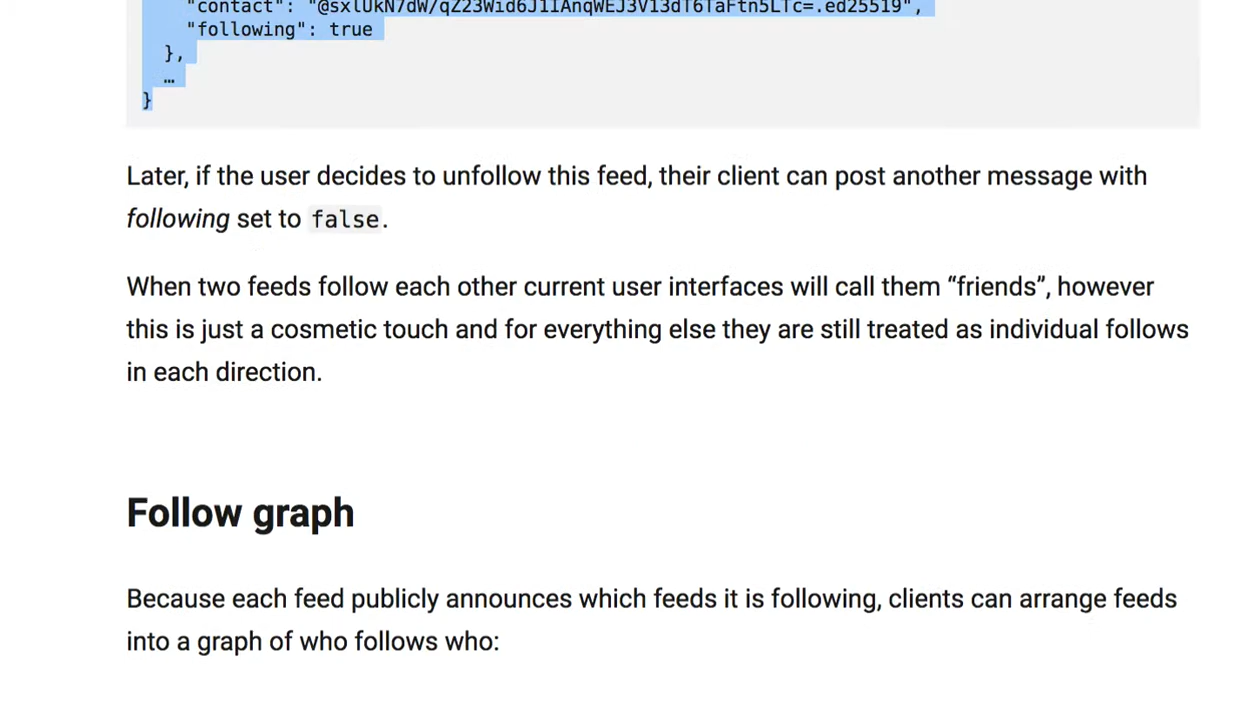 "contact": "@sxlUkN7dW/qZ23Wid6J1IAnqWEJ3V13dT6TaFtn5LTc=.ed25519",
"following": true
},
…
}
Later, if the user decides to unfollow this feed, their client can post another message with
following set to false.
When two feeds follow each other current user interfaces will call them “friends”, however
this is just a cosmetic touch and for everything else they are still treated as individual follows
in each direction.
Follow graph
Because each feed publicly announces which feeds it is following, clients can arrange feeds
into a graph of who follows who: